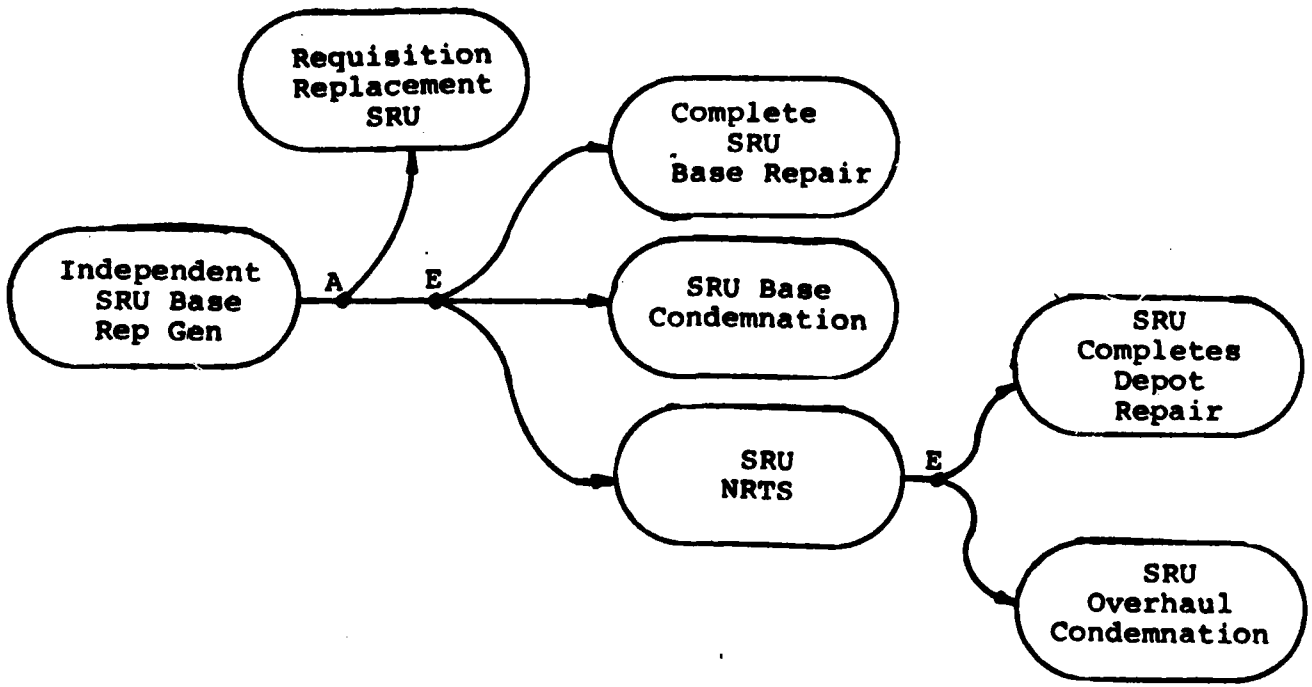 Requisition
Replacement
SRU
Complete
SRU
Base Repair
Independent
SRU Base
Rep Gen
A
E
SRU Base
Condemnation
SRU
Completes
Depot
Repair
SRU
NRTS
E
SRU
Overhaul
Condemnation